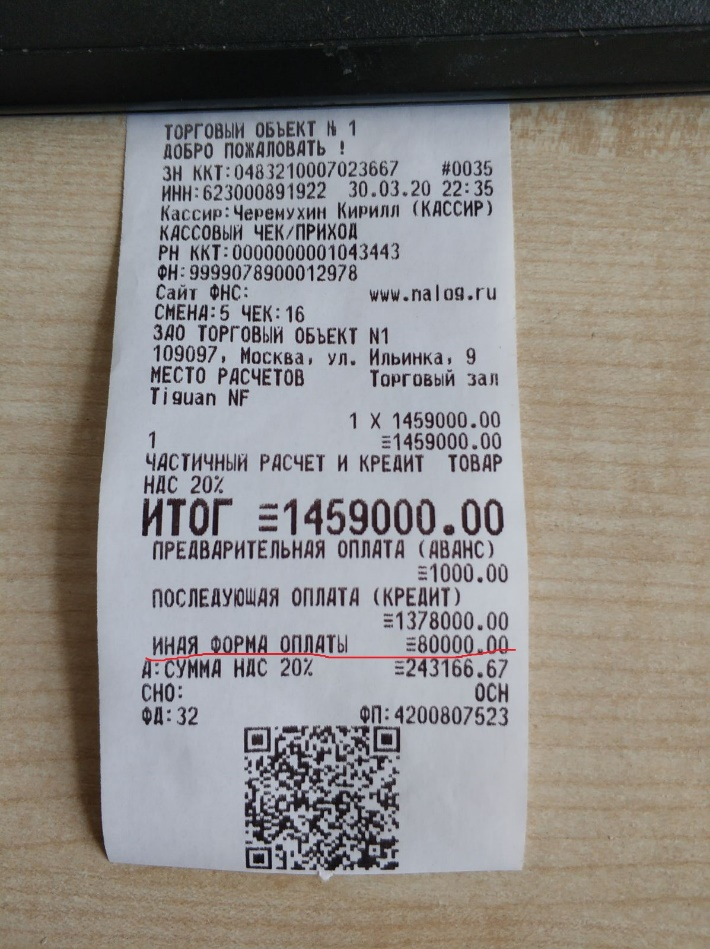 ТОРГОВЫЙ ОБЪЕКТ № 1
ДОБРО ПОЖАЛОВАТЬ !
ЗН ККТ:0483210007023667 #0035
ИНН:623000891922 30.03.20 22:35
Кассир:Черемухин Кирилл (КАССИР)
КАССОВЫЙ ЧЕК/ПРИХОД
РН ККТ:0000000001043443
ФН:9999078900012978
Сайт ФНС: www.nalog.ru
СМЕНА:5 ЧЕК:16
ЗАО ТОРГОВЫЙ ОБЪЕКТ N1
109097, Москва, ул. Ильинка, 9
МЕСТО РАСЧЕТОВ Торговый зал
Tiguan NF
1 X 1459000.00
1 ≡1459000.00
ЧАСТИЧНЫЙ РАСЧЕТ И КРЕДИТ ТОВАР
НДС 20%
ИТОГ ≡1459000.00
ПРЕДВАРИТЕЛЬНАЯ ОПЛАТА (АВАНС)
≡1000.00
ПОСЛЕДУЮЩАЯ ОПЛАТА (КРЕДИТ)
≡1378000.00
ИНАЯ ФОРМА ОПЛАТЫ ≡80000.00
А:СУММА НДС 20% ≡243166.67
СНО: ОСН
ФД:32 ФП:4200807523